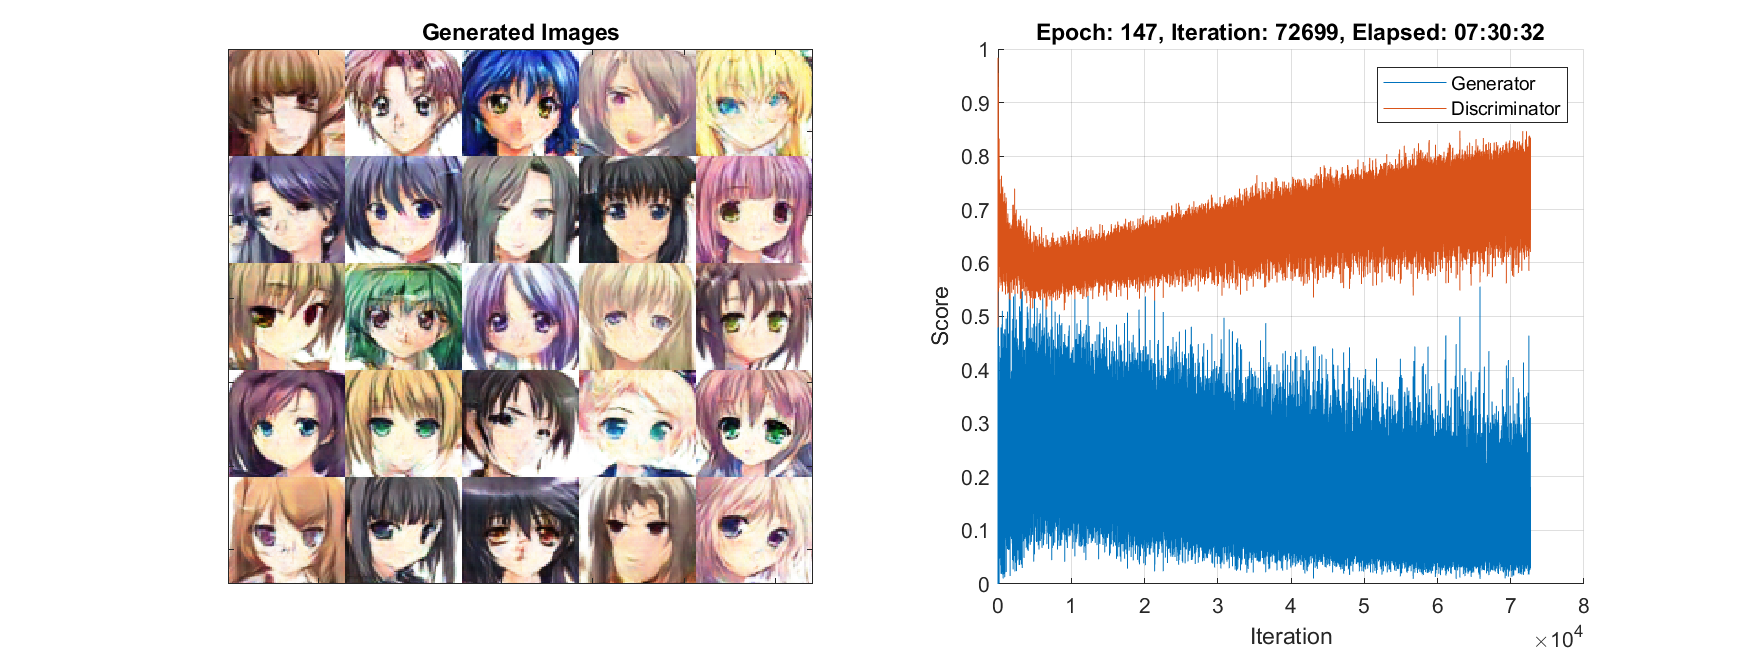 Generated Images
Epoch: 147, Iteration: 72699, Elapsed: 07:30:32
Generator
Discriminator
Score
1
0.9
0.8
0.7
0.6
0.5
0.4
0.3
0.2
0.1
0
0 1 2 3 4 5 6 7 8
Iteration
×10⁴